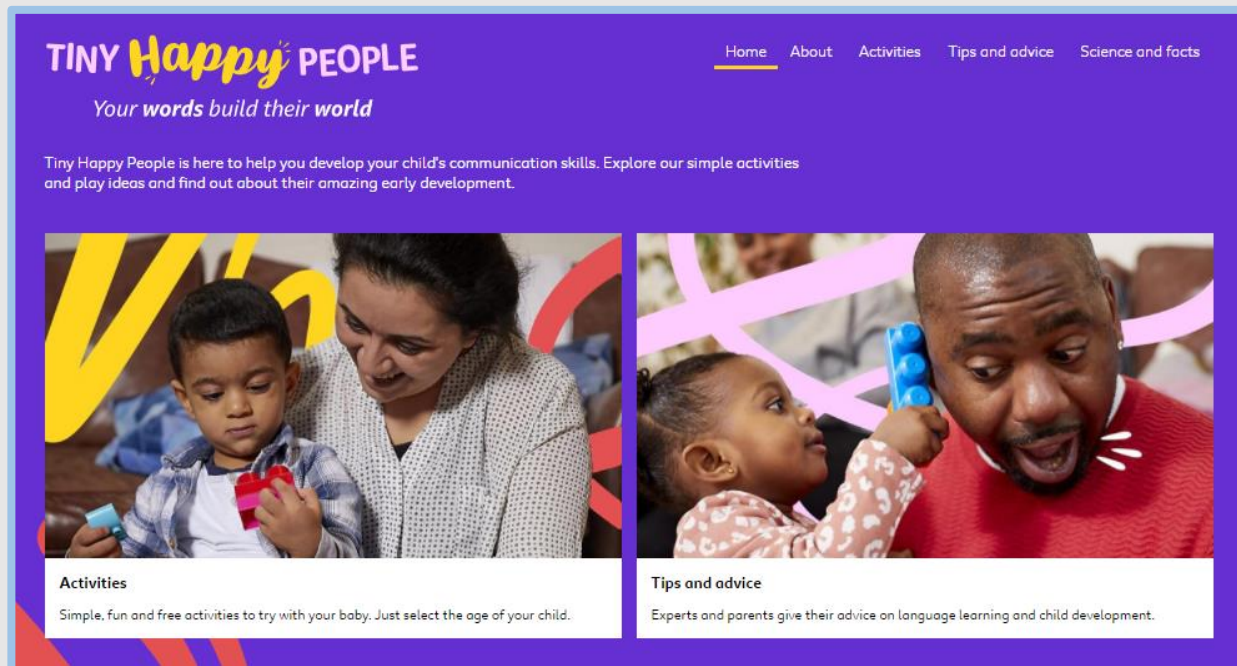 TINY Happy PEOPLE
Your words build their world
Home About Activities Tips and advice Science and facts
Tiny Happy People is here to help you develop your child's communication skills. Explore our simple activities
and play ideas and find out about their amazing early development.
Activities
Simple, fun and free activities to try with your baby. Just select the age of your child.
Tips and advice
Experts and parents give their advice on language learning and child development.